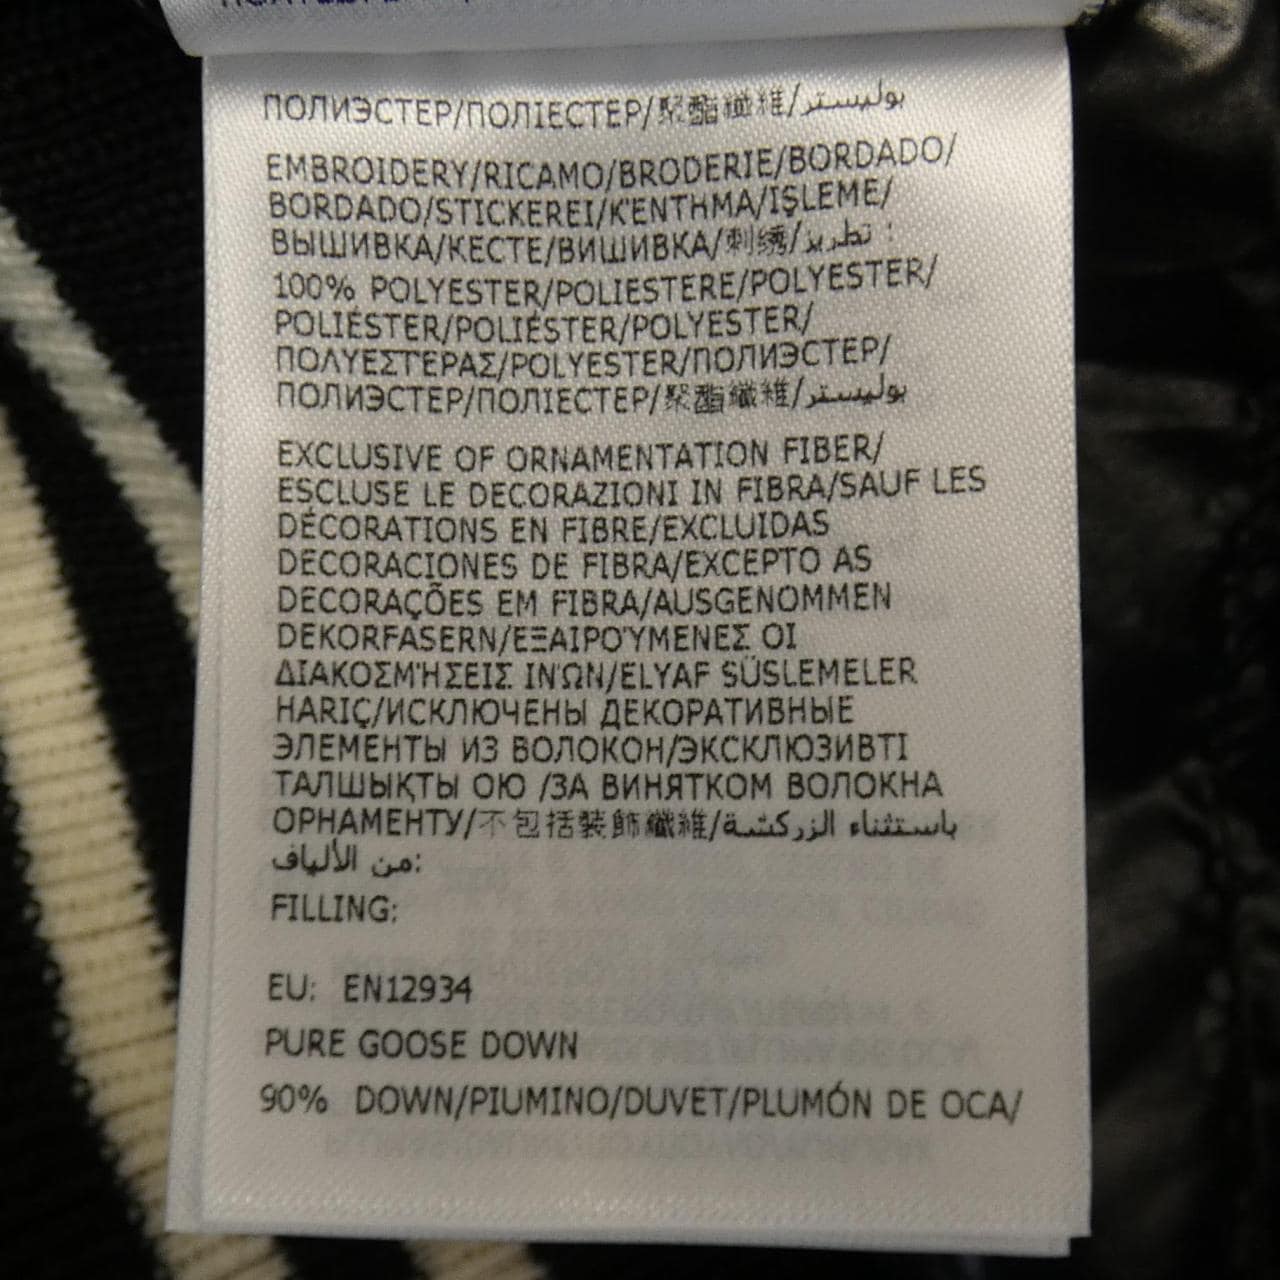 ПОЛИЭСТЕР/ПОЛІЕСТЕР/聚酯纖維/بوليستر
EMBROIDERY/RICAMO/BRODERIE/BORDADO/
BORDADO/STICKEREI/ΚΈΝΤΗΜΑ/IŞLEME/
ВЫШИВКА/КЕСТЕ/ВИШИВКА/刺绣/تطريز :
100% POLYESTER/POLIESTERE/POLYESTER/
POLIÉSTER/POLIÉSTER/POLYESTER/
ΠΟΛΥΕΣΤΈΡΑΣ/POLYESTER/ПОЛИЭСТЕР/
ПОЛИЭСТЕР/ПОЛІЕСТЕР/聚酯纖維/بوليستر
EXCLUSIVE OF ORNAMENTATION FIBER/
ESCLUSE LE DECORAZIONI IN FIBRA/SAUF LES
DÉCORATIONS EN FIBRE/EXCLUIDAS
DECORACIONES DE FIBRA/EXCEPTO AS
DECORAÇÕES EM FIBRA/AUSGENOMMEN
DEKORFASERN/ΕΞΑΙΡΟΎΜΕΝΕΣ ΟΙ
ΔΙΑΚΟΣΜΉΣΕΙΣ ΙΝΏΝ/ELYAF SÜSLEMELER
HARIÇ/ИСКЛЮЧЕНЫ ДЕКОРАТИВНЫЕ
ЭЛЕМЕНТЫ ИЗ ВОЛОКОН/ЭКСКЛЮЗИВТІ
ТАЛШЫҚТЫ ОЮ /ЗА ВИНЯТКОМ ВОЛОКНА
ОРНАМЕНТУ/不包括裝飾纖維/باستثناء الزركشة
من الألياف:
FILLING:
EU: EN12934
PURE GOOSE DOWN
90% DOWN/PIUMINO/DUVET/PLUMÓN DE OCA/